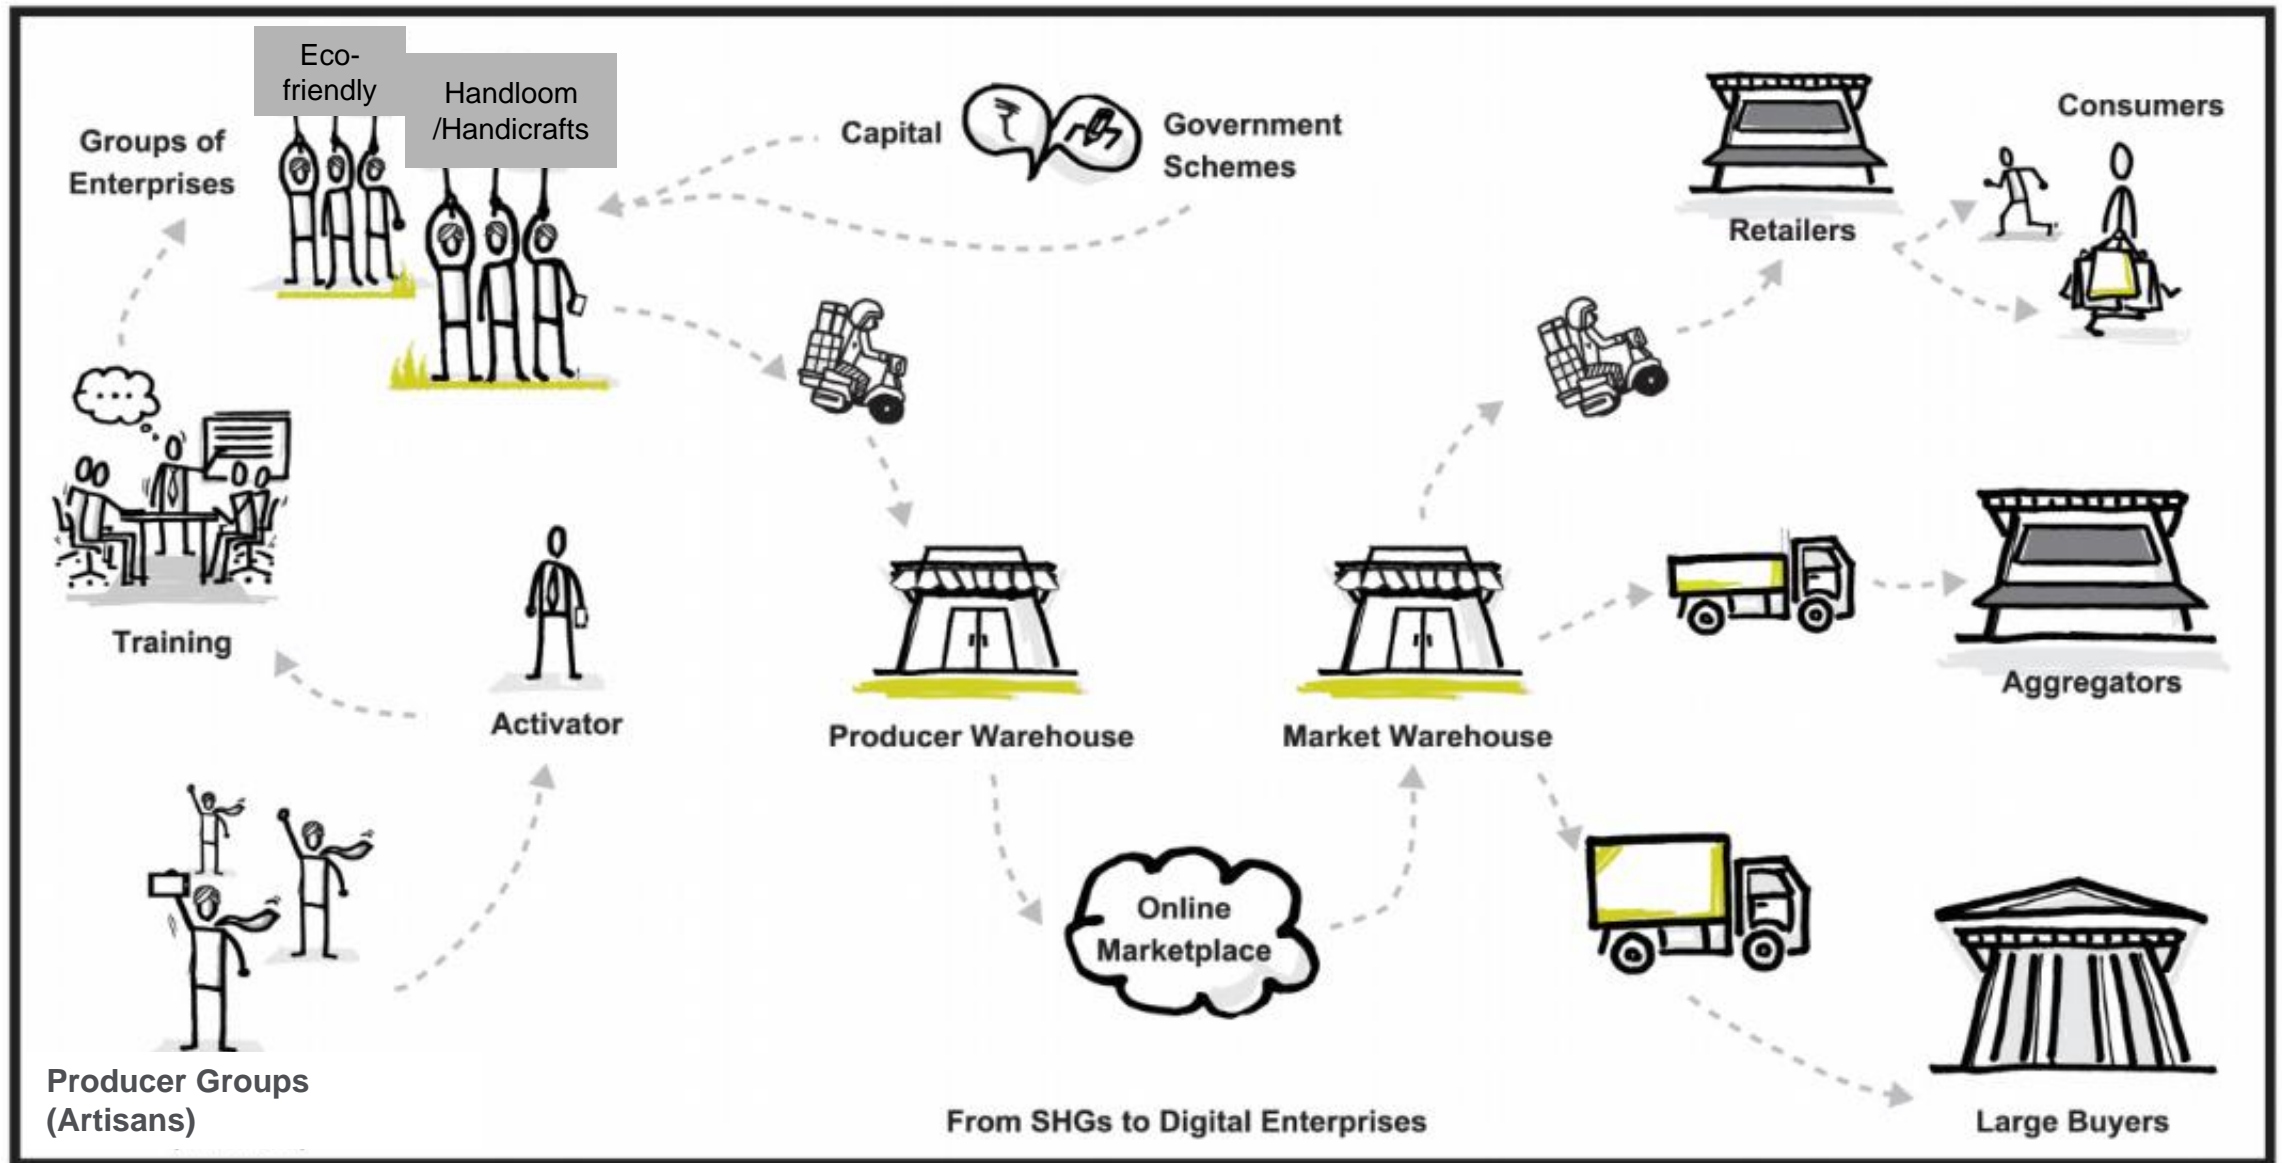 Eco-
friendly
Handloom
/Handicrafts
Groups of
Enterprises
Capital
₹
Government
Schemes
Retailers
Consumers
Training
Activator
Producer Warehouse
Market Warehouse
Aggregators
Online
Marketplace
Producer Groups
(Artisans)
From SHGs to Digital Enterprises
Large Buyers